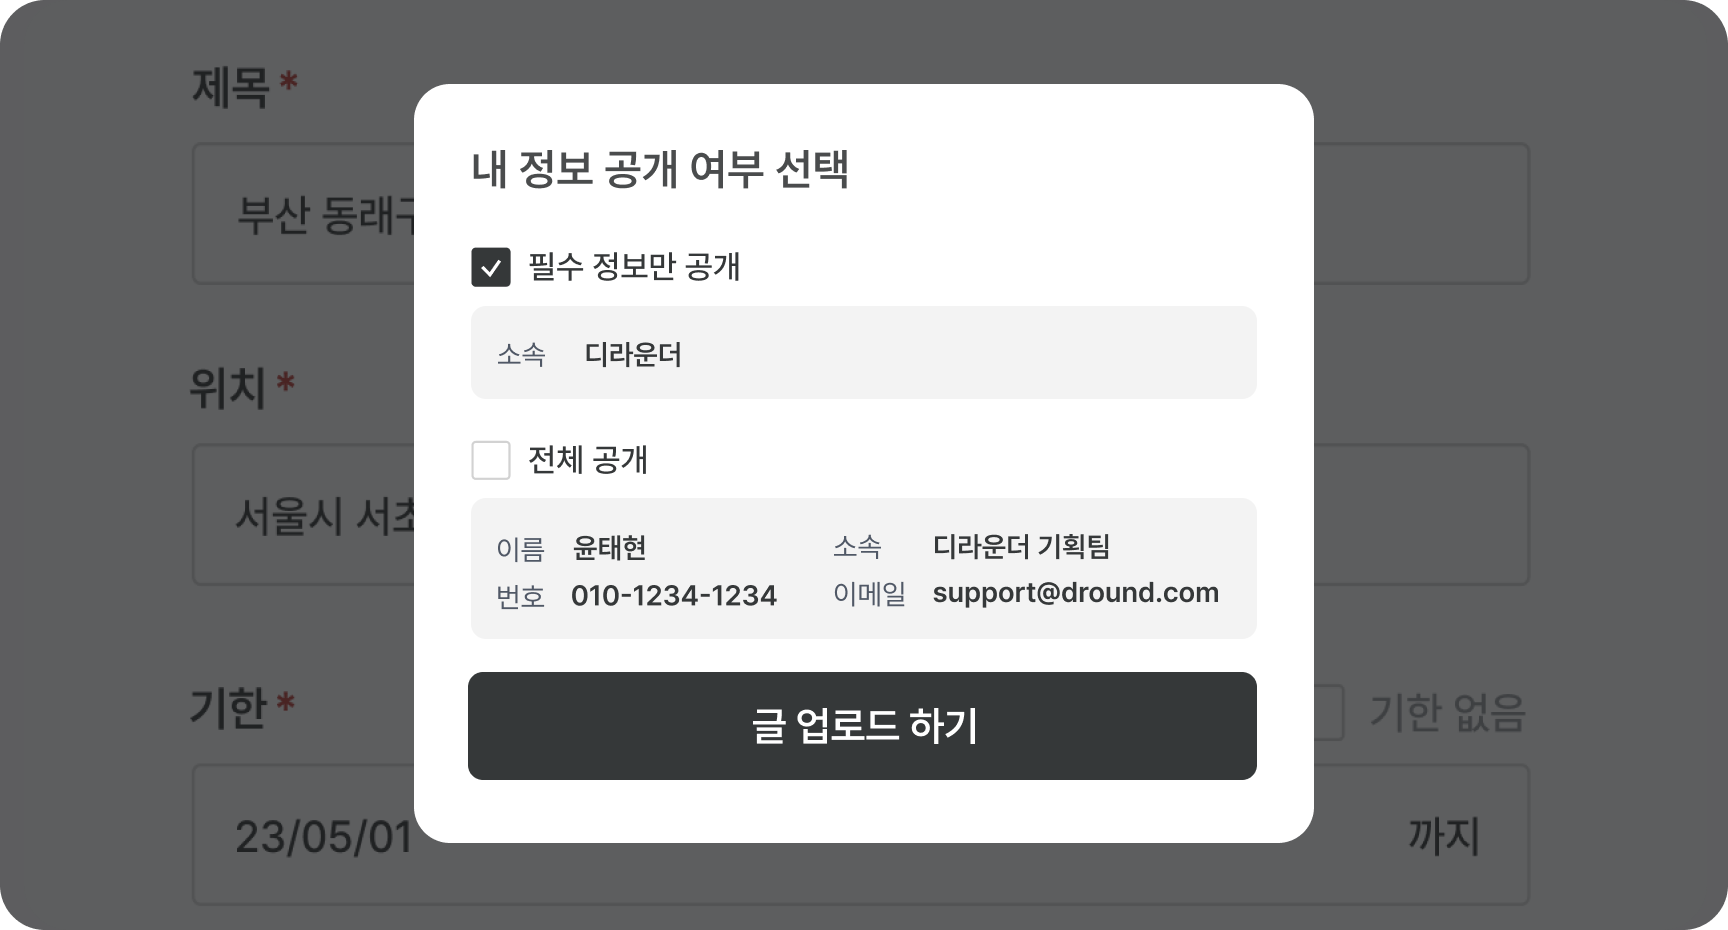 제목 *
부산 동래구
위치 *
서울시 서초
기한 *
기한 없음
23/05/01
까지
내 정보 공개 여부 선택
필수 정보만 공개
소속 디라운더
전체 공개
이름 윤태현 소속 디라운더 기획팀
번호 010-1234-1234 이메일 support@dround.com
글 업로드 하기